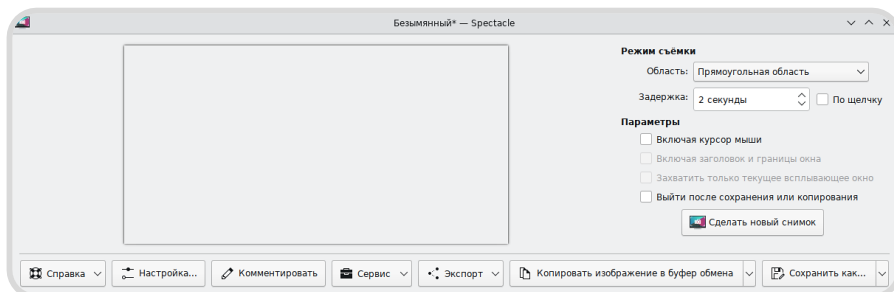 Безымянный* — Spectacle
Режим съёмки
Область: Прямоугольная область
Задержка: 2 секунды По щелчку
Параметры
Включая курсор мыши
Включая заголовок и границы окна
Захватить только текущее всплывающее окно
Выйти после сохранения или копирования
Сделать новый снимок
Справка Настройка... Комментировать Сервис Экспорт Копировать изображение в буфер обмена Сохранить как...